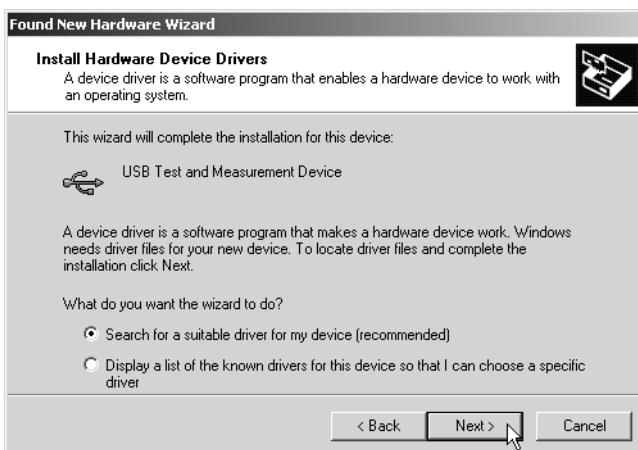 Found New Hardware Wizard
Install Hardware Device Drivers
A device driver is a software program that enables a hardware device to work with
an operating system.
This wizard will complete the installation for this device:
USB Test and Measurement Device
A device driver is a software program that makes a hardware device work. Windows
needs driver files for your new device. To locate driver files and complete the
installation click Next.
What do you want the wizard to do?
Search for a suitable driver for my device (recommended)
Display a list of the known drivers for this device so that I can choose a specific
driver
< Back Next > Cancel